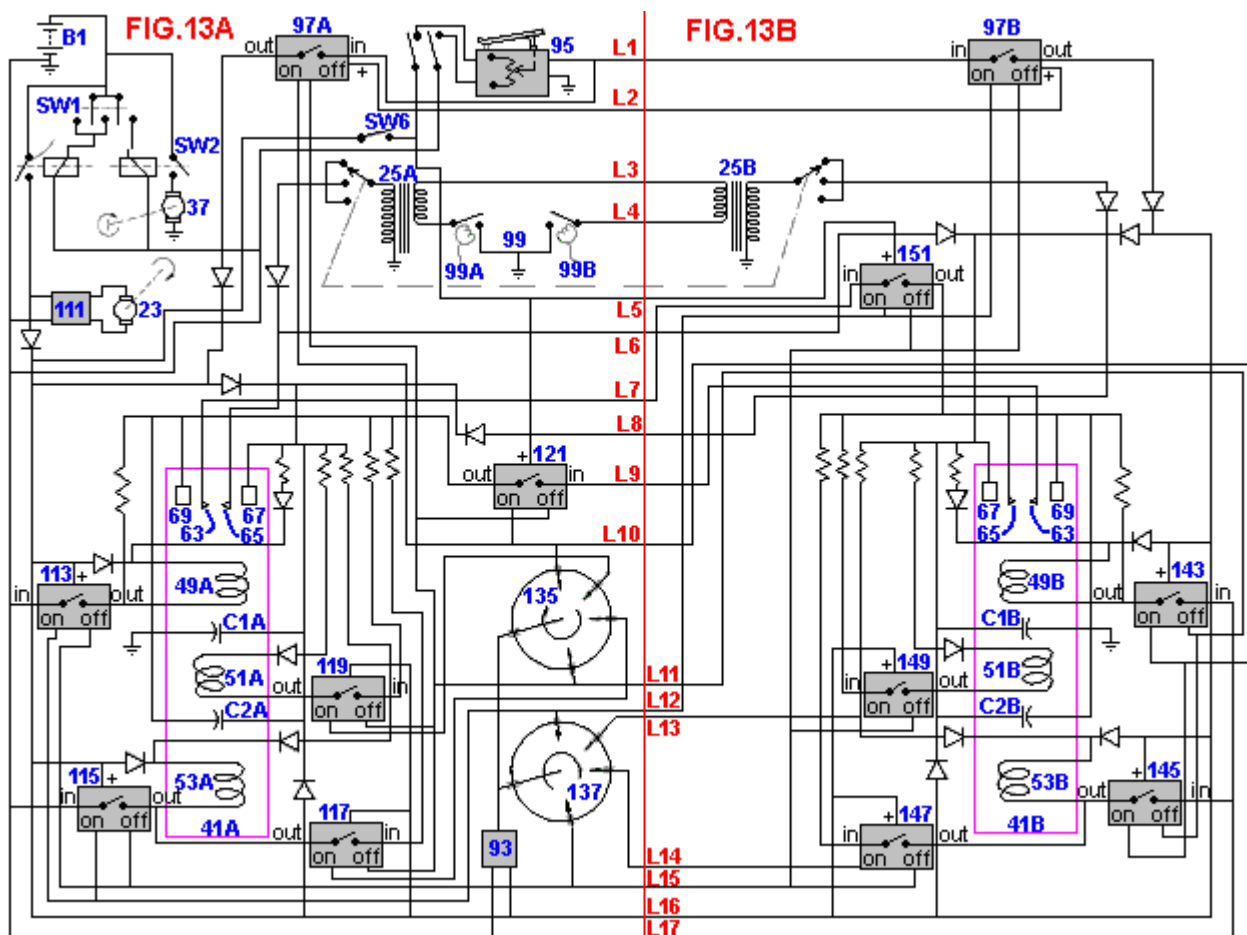 FIG.13A
FIG.13B
B1
97A
out
in
on
off
+
95
L1
L2
97B
in
out
on
off
+
SW1
SW2
SW6
37
25A
25B
L3
L4
99
99A
99B
151
+
in
out
on
off
111
23
L5
L6
L7
L8
121
+
out
in
on
off
L9
L10
69
63
67
65
67
65
69
63
113
+
in
out
on
off
49A
49B
143
+
out
in
on
off
135
C1A
C1B
51A
119
out
in
on
off
149
+
in
out
on
off
51B
L11
L12
L13
C2A
C2B
115
+
in
out
on
off
53A
41A
117
out
in
on
off
137
93
147
+
in
out
on
off
53B
41B
145
+
out
in
on
off
L14
L15
L16
L17